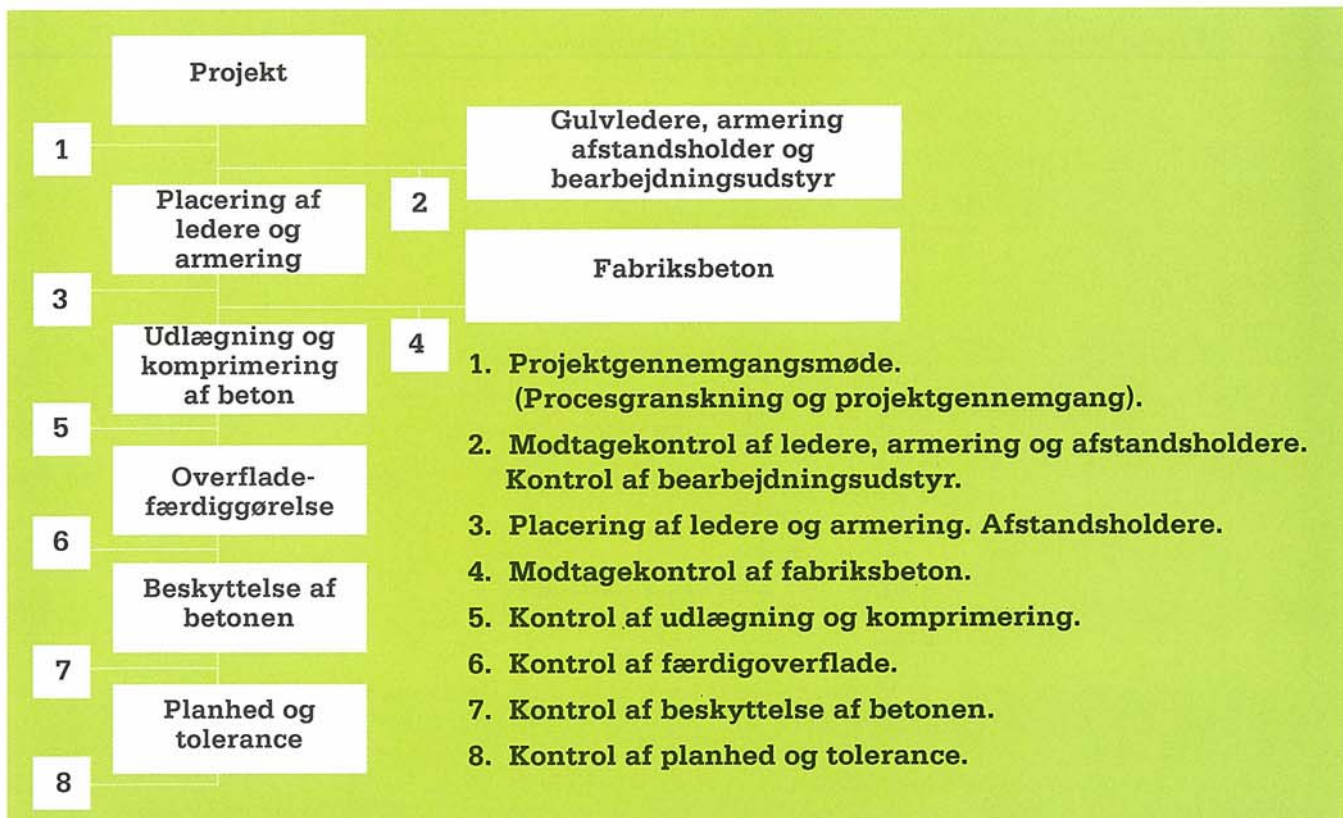 Projekt
1
Gulvledere, armering
afstandsholder og
bearbejdningsudstyr
2
Placering af
ledere og
armering
3
Fabriksbeton
4
Udlægning og
komprimering
af beton
5
Overflade-
færdiggørelse
6
Beskyttelse af
betonen
7
Planhed og
tolerance
8
1. Projektgennemgangsmøde.
(Procesgranskning og projektgennemgang).
2. Modtagekontrol af ledere, armering og afstandsholdere.
Kontrol af bearbejdningsudstyr.
3. Placering af ledere og armering. Afstandsholdere.
4. Modtagekontrol af fabriksbeton.
5. Kontrol af udlægning og komprimering.
6. Kontrol af færdigoverflade.
7. Kontrol af beskyttelse af betonen.
8. Kontrol af planhed og tolerance.